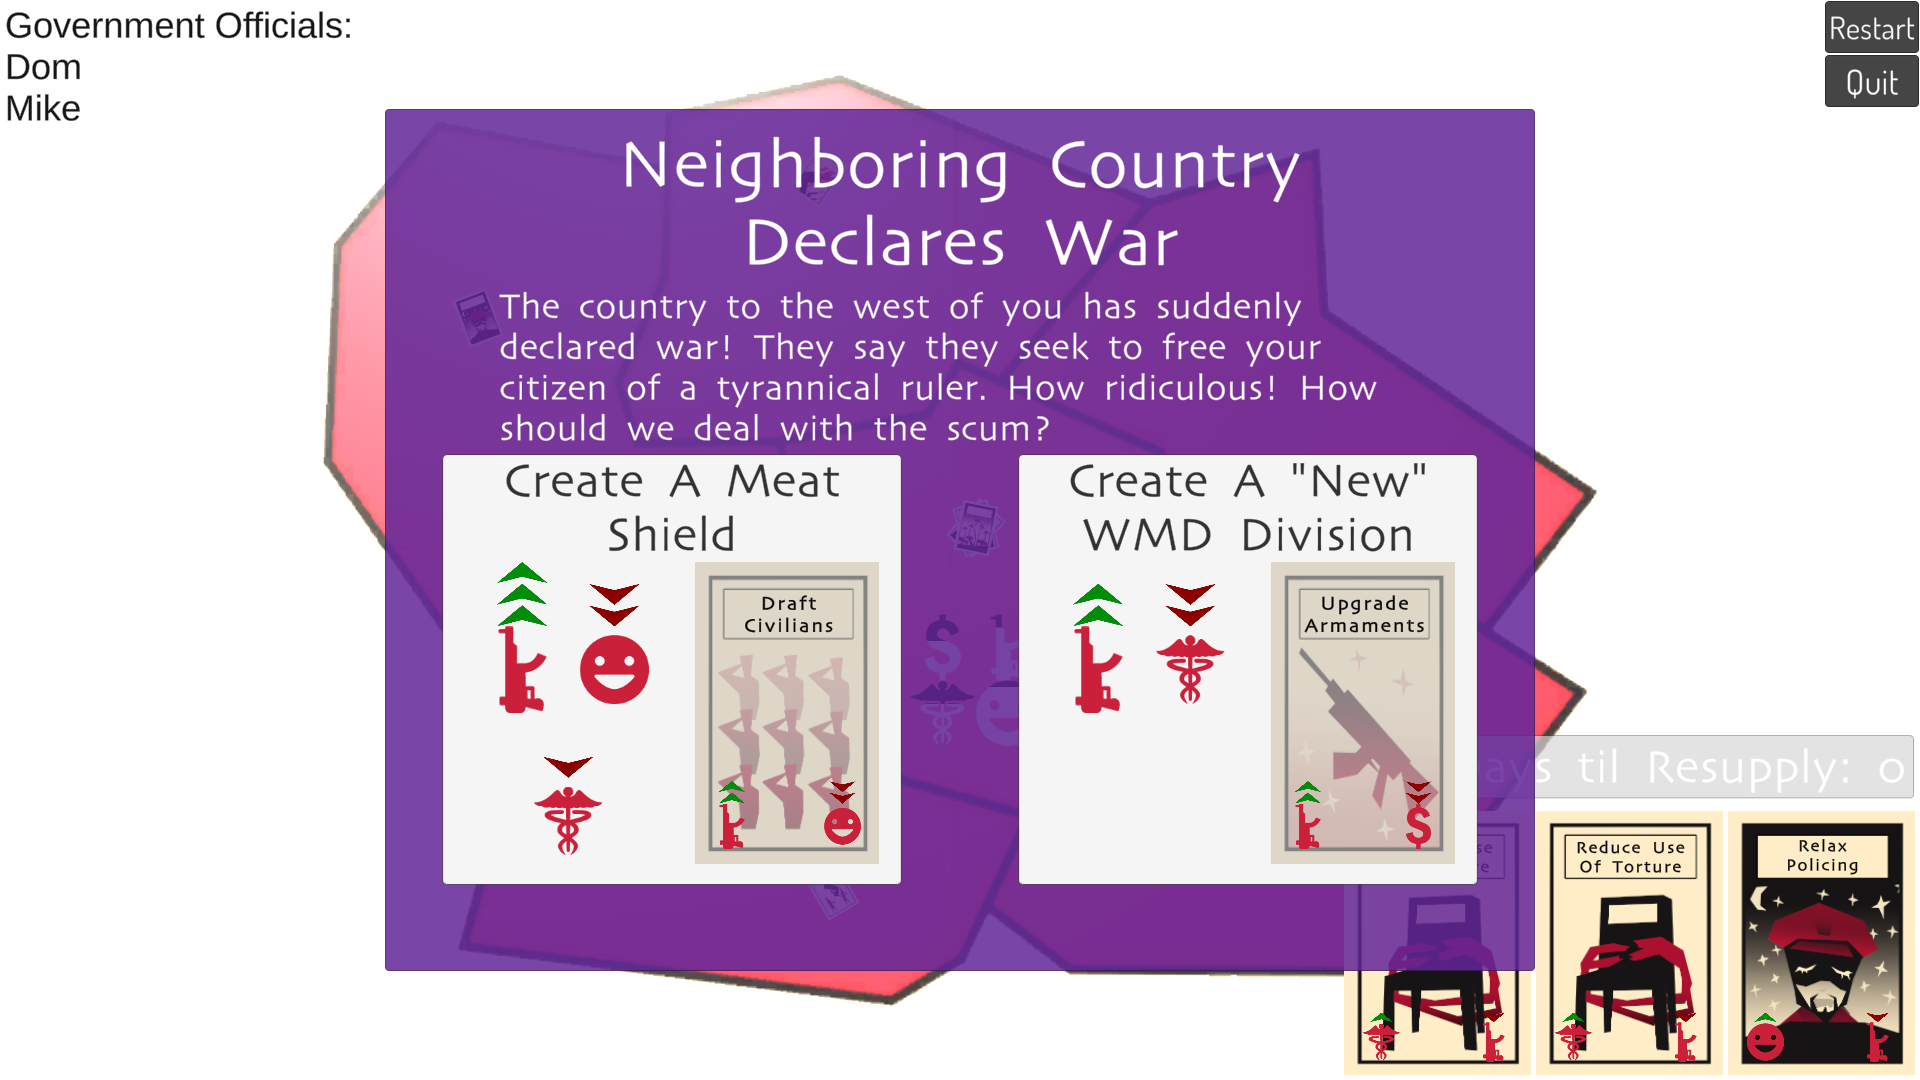 Government Officials:
Dom
Mike
Restart
Quit
Neighboring Country
Declares War
The country to the west of you has suddenly
declared war! They say they seek to free your
citizen of a tyrannical ruler. How ridiculous! How
should we deal with the scum?
Create A Meat
Shield
Draft
Civilians
Create A "New"
WMD Division
Upgrade
Armaments
til Resupply: 0
Reduce Use
Of Torture
Relax
Policing